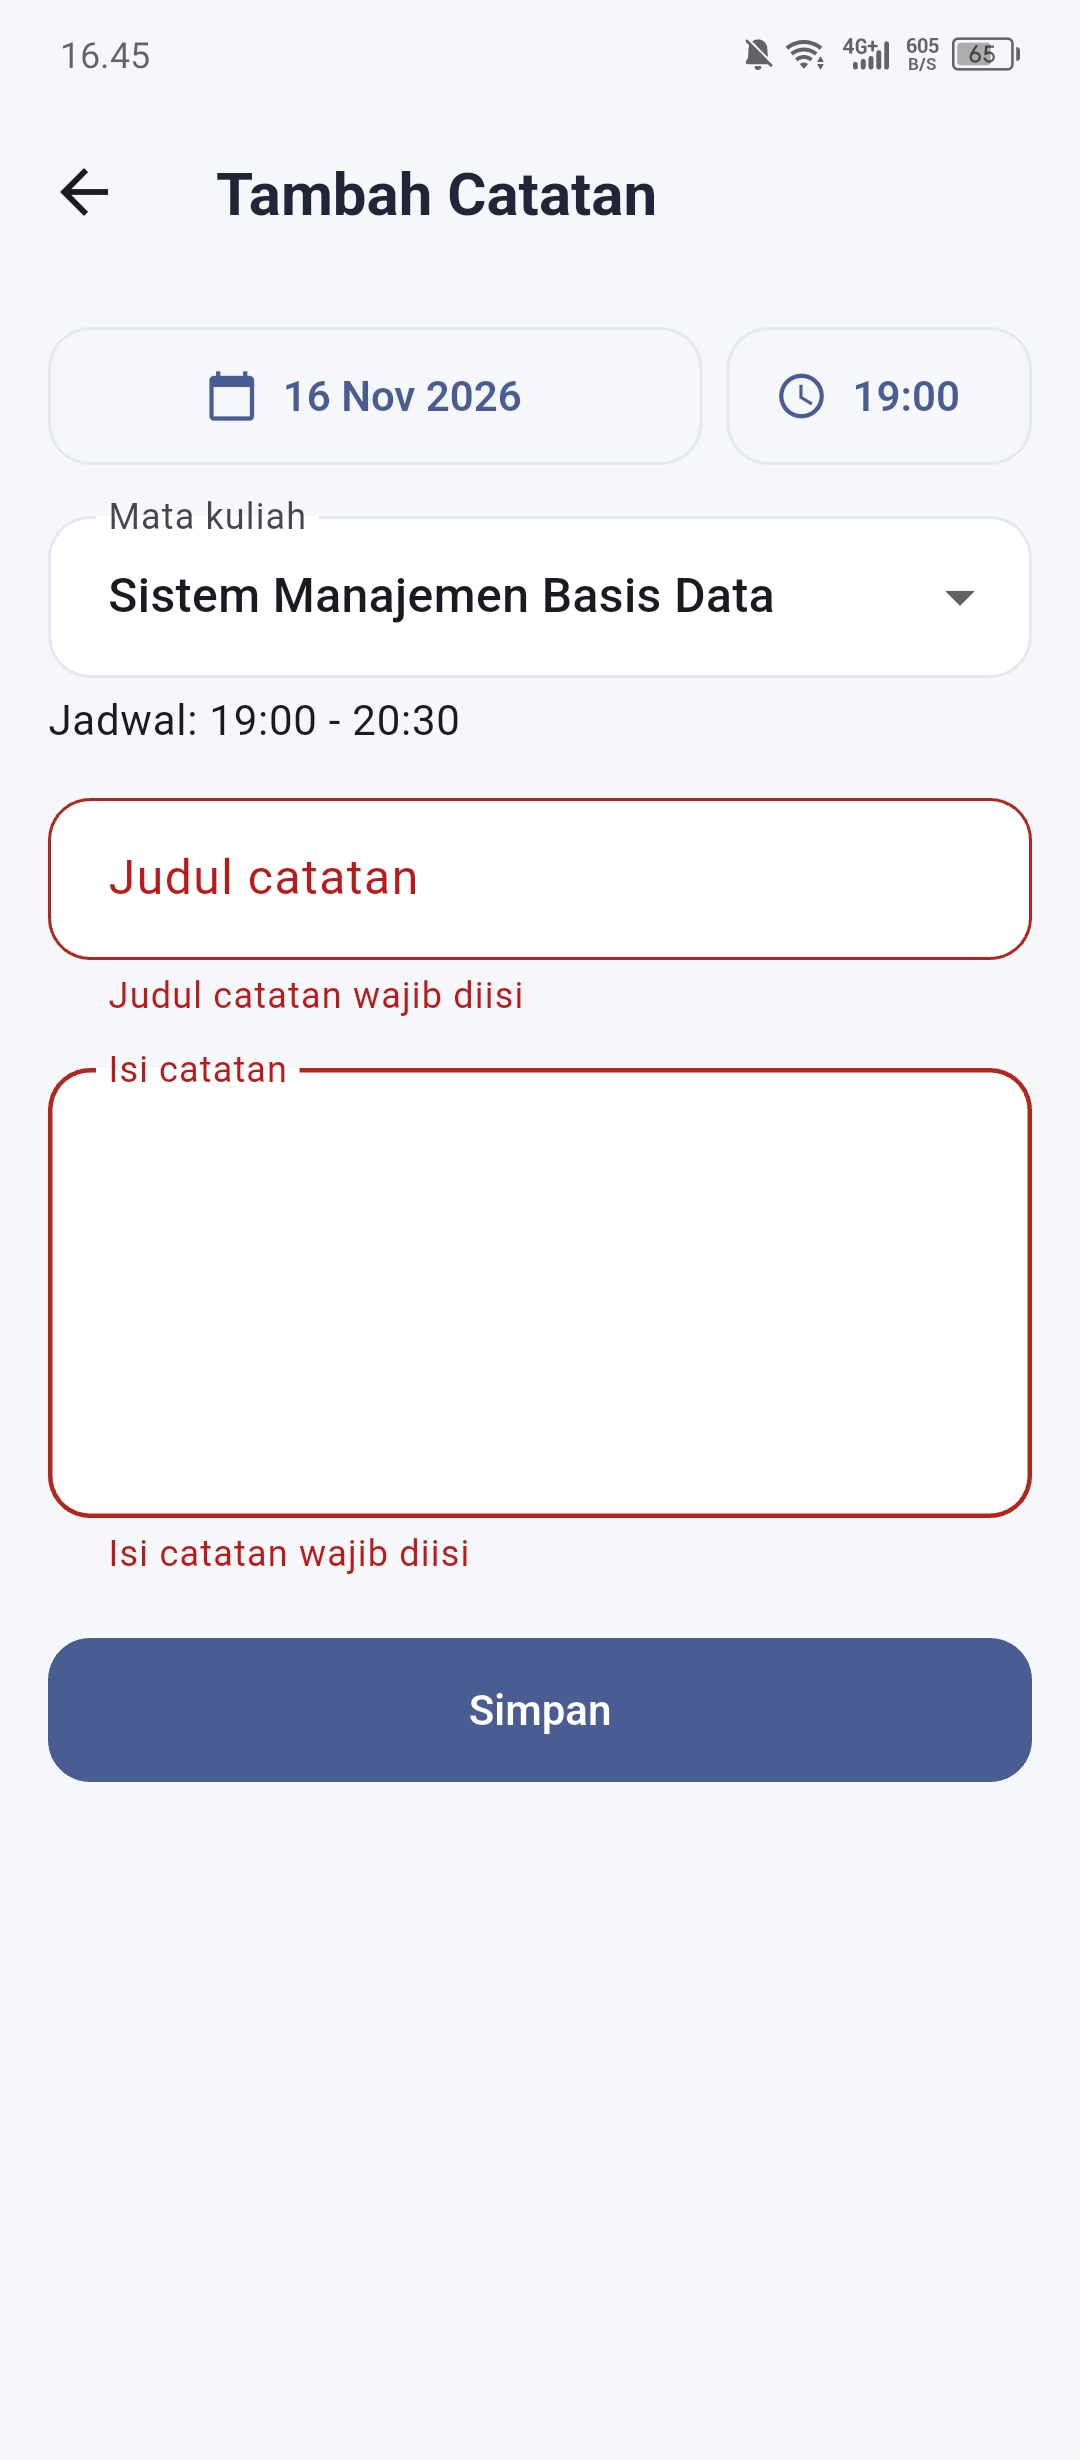 16.45
4G+ 605 B/S 65
Tambah Catatan
16 Nov 2026 19:00
Mata kuliah
Sistem Manajemen Basis Data
Jadwal: 19:00 - 20:30
Judul catatan
Judul catatan wajib diisi
Isi catatan
Isi catatan wajib diisi
Simpan